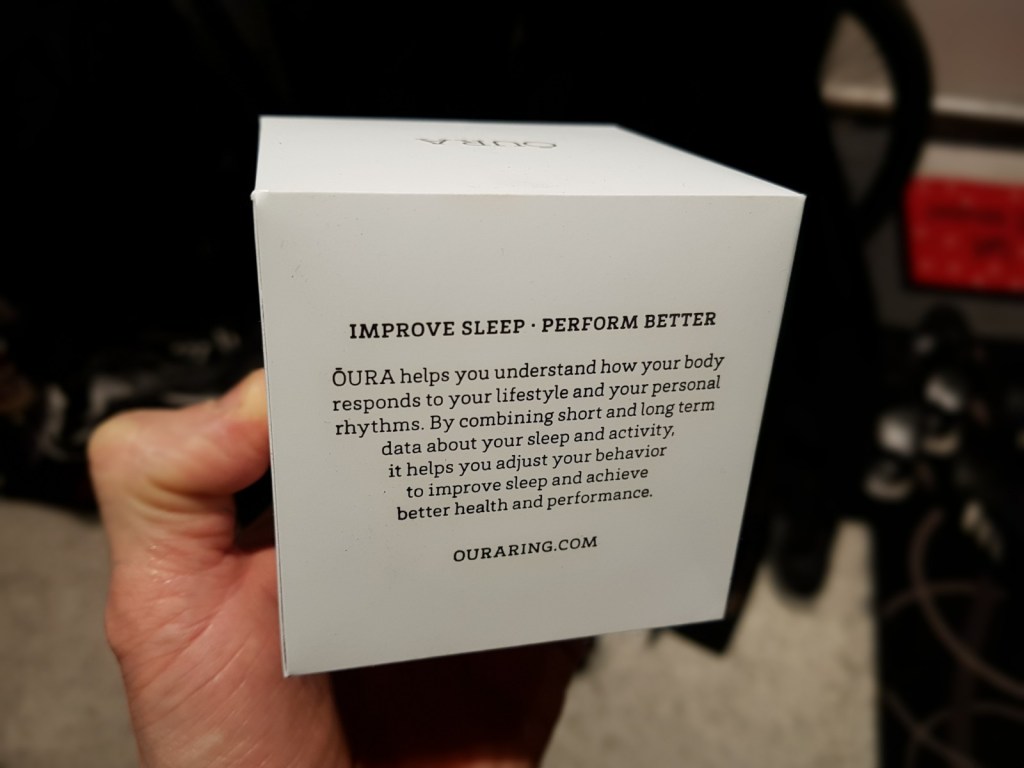 OURA
IMPROVE SLEEP · PERFORM BETTER
ŌURA helps you understand how your body
responds to your lifestyle and your personal
rhythms. By combining short and long term
data about your sleep and activity,
it helps you adjust your behavior
to improve sleep and achieve
better health and performance.
OURARING.COM